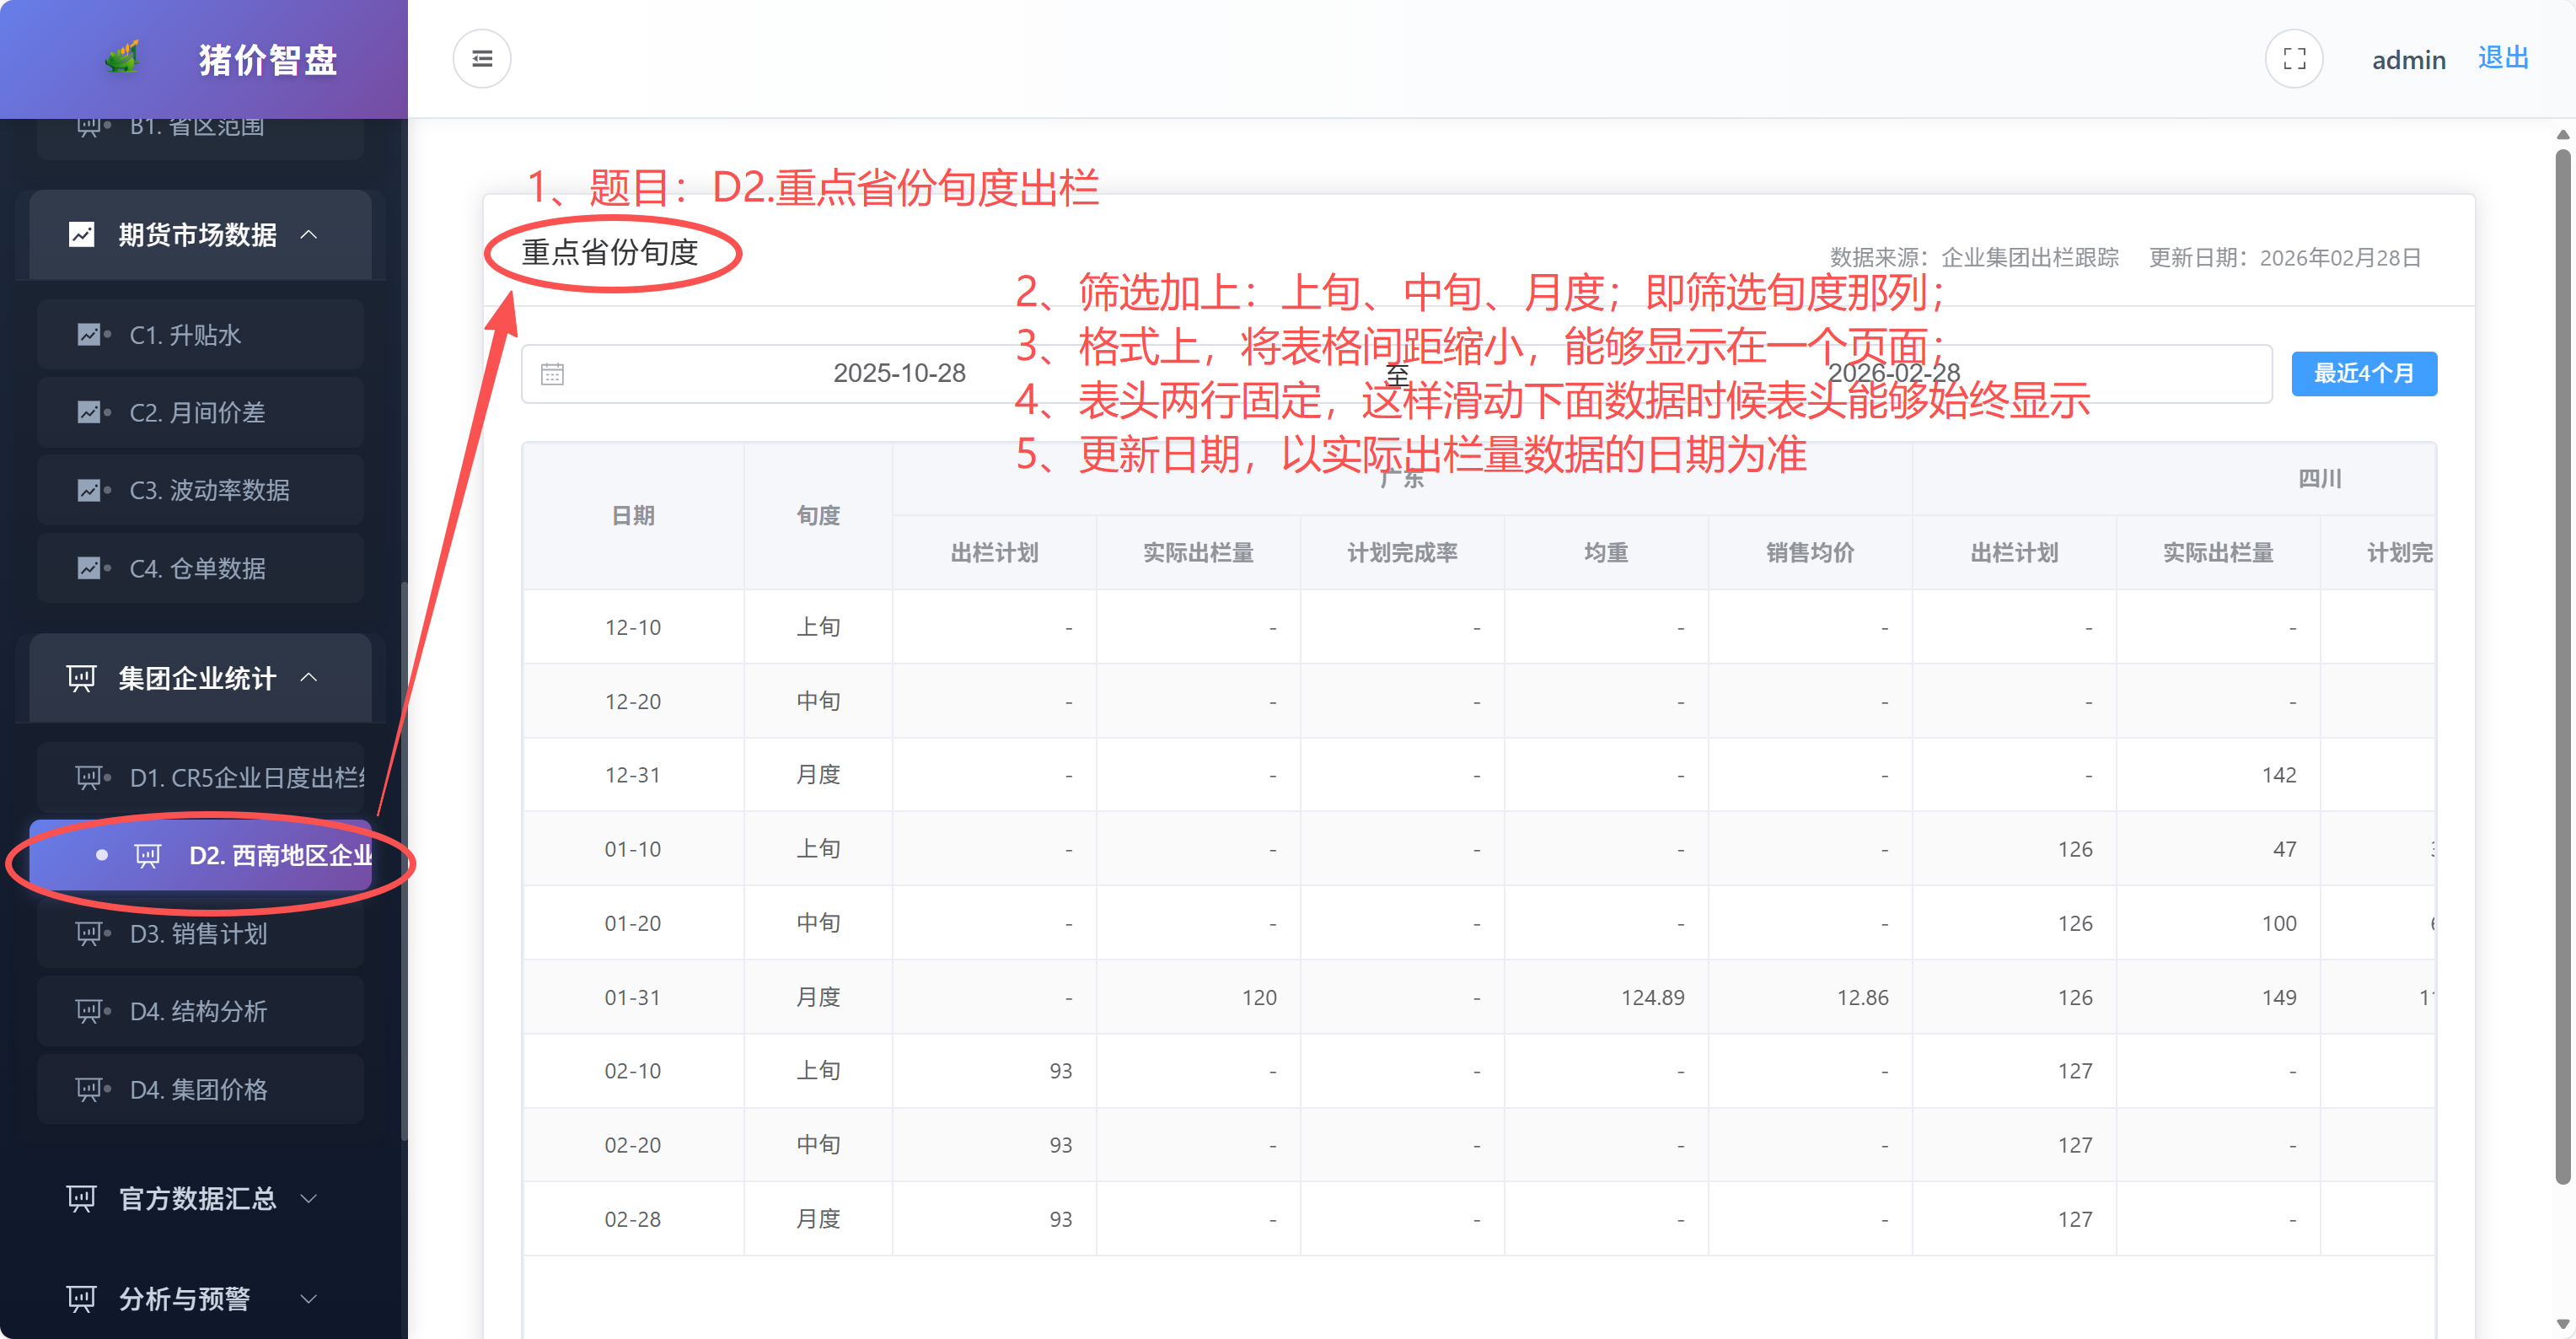 猪价智盘
admin
退出
B1. 省区范围
期货市场数据
C1. 升贴水
C2. 月间价差
C3. 波动率数据
C4. 仓单数据
集团企业统计
D1. CR5企业日度出栏
D2. 西南地区企业
D3. 销售计划
D4. 结构分析
D4. 集团价格
官方数据汇总
分析与预警
1、题目：D2.重点省份旬度出栏
重点省份旬度
数据来源：企业集团出栏跟踪 更新日期：2026年02月28日
2、筛选加上：上旬、中旬、月度；即筛选旬度那列；
3、格式上，将表格间距缩小，能够显示在一个页面；
2025-10-28 至 2026-02-28 最近4个月
4、表头两行固定，这样滑动下面数据时候表头能够始终显示
5、更新日期，以实际出栏量数据的日期为准
日期 旬度 广东 四川
出栏计划 实际出栏量 计划完成率 均重 销售均价 出栏计划 实际出栏量 计划完
12-10 上旬 - - - - - - -
12-20 中旬 - - - - - - -
12-31 月度 - - - - - - 142
01-10 上旬 - - - - - 126 47
01-20 中旬 - - - - - 126 100
01-31 月度 - 120 - 124.89 12.86 126 149
02-10 上旬 93 - - - - 127 -
02-20 中旬 93 - - - - 127 -
02-28 月度 93 - - - - 127 -